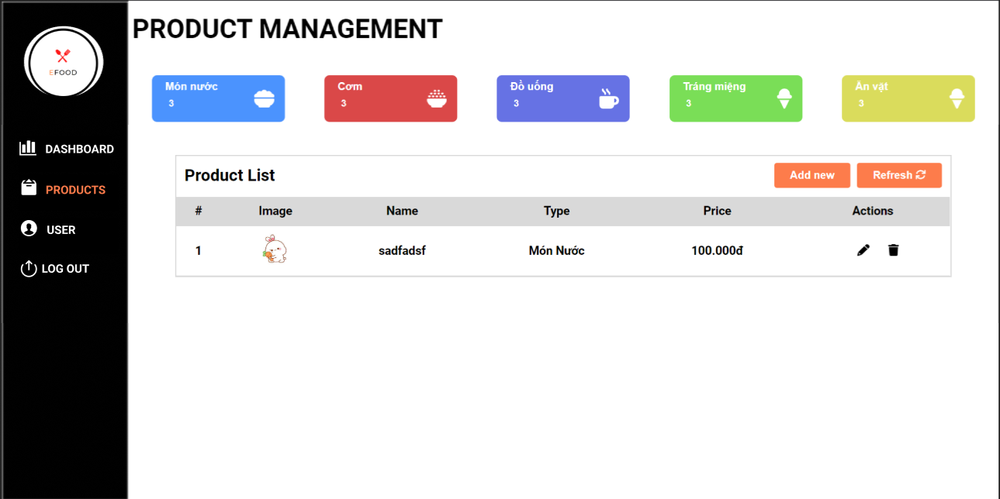 EFOOD
DASHBOARD
PRODUCTS
USER
LOG OUT
PRODUCT MANAGEMENT
Món nước
3
Cơm
3
Đồ uống
3
Tráng miệng
3
Ăn vặt
3
Product List
Add new
Refresh
# Image Name Type Price Actions
1 sadfadsf Món Nước 100.000đ